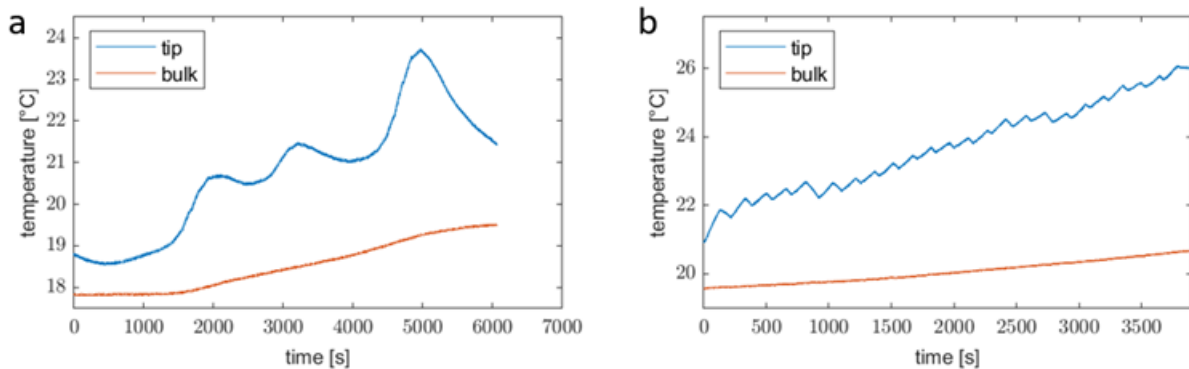 a
temperature [°C]
24
23
22
21
20
19
18
tip
bulk
0 1000 2000 3000 4000 5000 6000 7000
time [s]
b
temperature [°C]
26
24
22
20
tip
bulk
0 500 1000 1500 2000 2500 3000 3500
time [s]